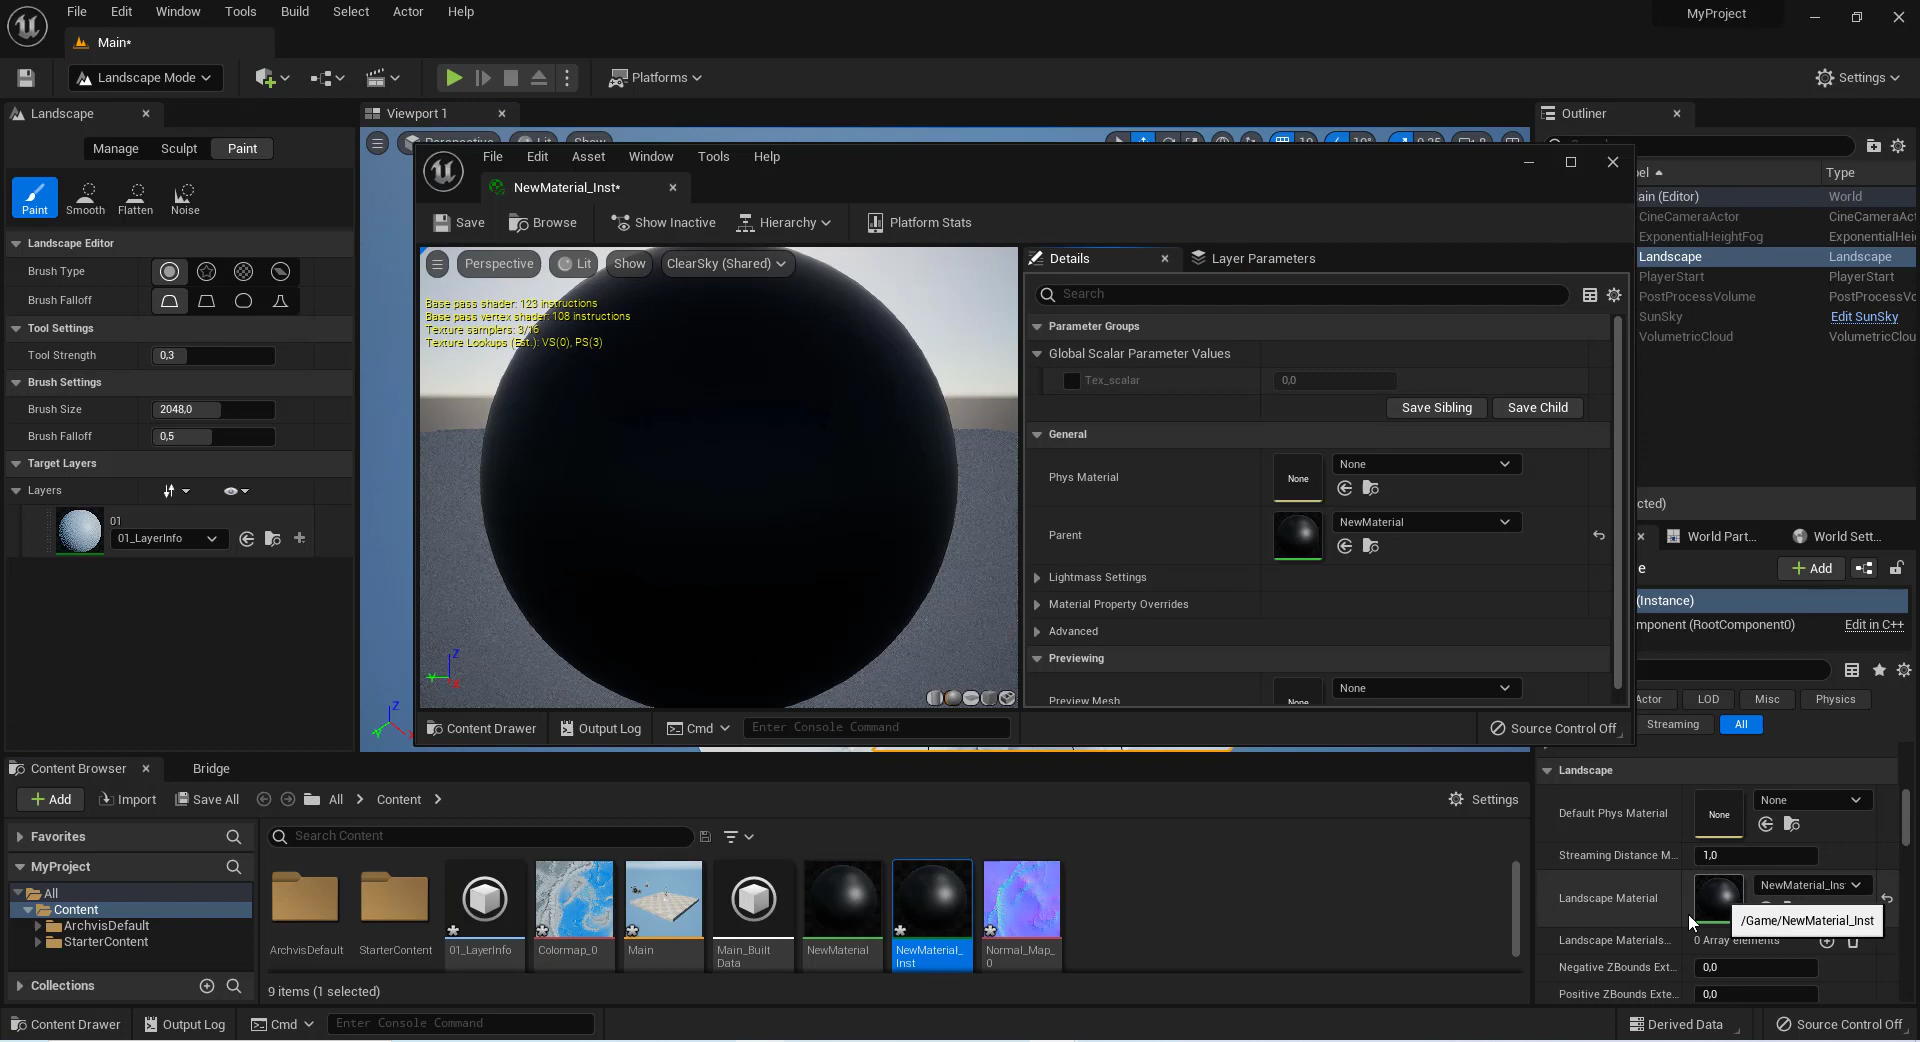 File Edit Window Tools Build Select Actor Help
MyProject
Main*
Landscape Mode
Platforms
Settings
Landscape
Viewport 1
Outliner
Manage Sculpt Paint
Perspective Lit Show
Paint Smooth Flatten Noise
Landscape Editor
Brush Type
Brush Falloff
Tool Settings
Tool Strength 0,3
Brush Settings
Brush Size 2048,0
Brush Falloff 0,5
Target Layers
Layers
01
01_LayerInfo
File Edit Asset Window Tools Help
NewMaterial_Inst*
Save Browse Show Inactive Hierarchy Platform Stats
Perspective Lit Show ClearSky (Shared)
Base pass shader: 123 instructions
Base pass vertex shader: 108 instructions
Texture samplers: 3/16
Texture Lookups (Est.): VS(0), PS(3)
Details Layer Parameters
Search
Parameter Groups
Global Scalar Parameter Values
Tex_scalar 0,0
Save Sibling Save Child
General
Phys Material None None
Parent NewMaterial
Lightmass Settings
Material Property Overrides
Advanced
Previewing
Preview Mesh None None
Content Drawer Output Log Cmd Enter Console Command
Source Control Off
el Type
ain (Editor) World
CineCameraActor CineCameraAct
ExponentialHeightFog ExponentialHei
Landscape Landscape
PlayerStart PlayerStart
PostProcessVolume PostProcessVo
SunSky Edit SunSky
VolumetricCloud VolumetricClou
cted)
World Part... World Sett...
e Add
(Instance)
mponent (RootComponent0) Edit in C++
Actor LOD Misc Physics
Streaming All
Landscape
Default Phys Material None None
Streaming Distance M... 1,0
Landscape Material NewMaterial_Ins
/Game/NewMaterial_Inst
Landscape Materials... 0 Array elements
Negative ZBounds Ext... 0,0
Positive ZBounds Exte... 0,0
Content Browser Bridge
Add Import Save All All Content
Settings
Favorites
Search Content
MyProject
All
Content
ArchvisDefault
StarterContent
Collections
ArchvisDefault StarterContent 01_LayerInfo Colormap_0 Main Main_Built NewMaterial NewMaterial_ Normal_Map_
Data Inst 0
9 items (1 selected)
Content Drawer Output Log Cmd Enter Console Command
Derived Data Source Control Off